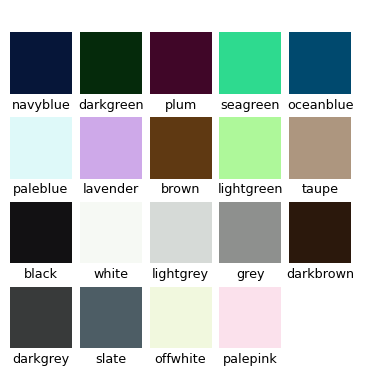 navyblue darkgreen plum seagreen oceanblue
paleblue lavender brown lightgreen taupe
black white lightgrey grey darkbrown
darkgrey slate offwhite palepink